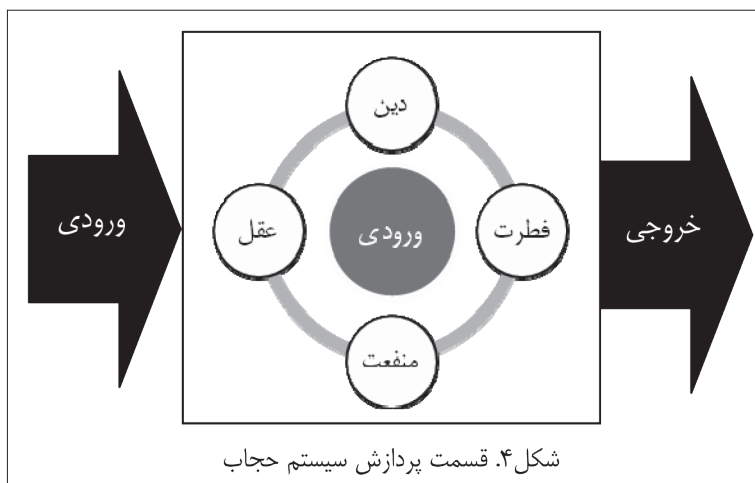 دین
ورودی
عقل
ورودی
فطرت
خروجی
منفعت
شکل۴. قسمت پردازش سیستم حجاب